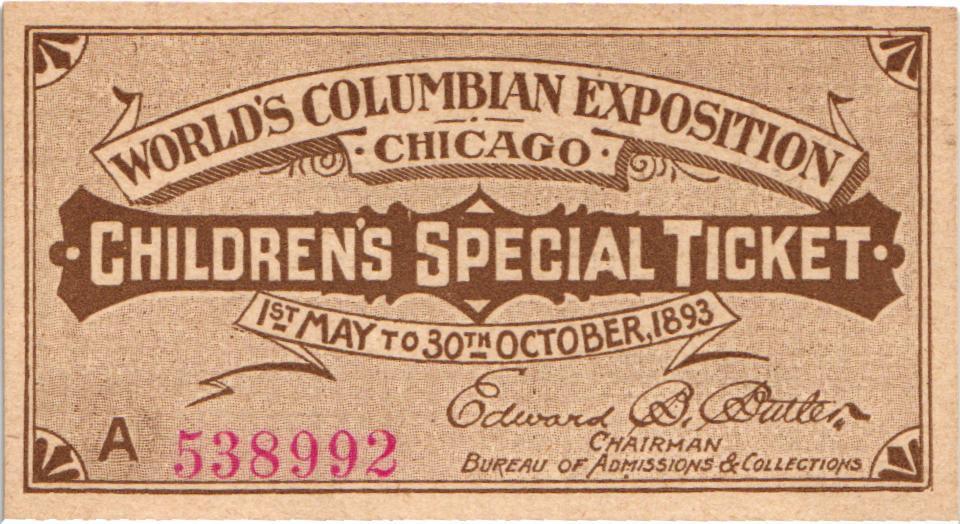 WORLD'S COLUMBIAN EXPOSITION
CHICAGO
CHILDREN'S SPECIAL TICKET
1ST MAY TO 30TH OCTOBER, 1893
Edward B. Butler
CHAIRMAN
BUREAU OF ADMISSIONS & COLLECTIONS
A 538992